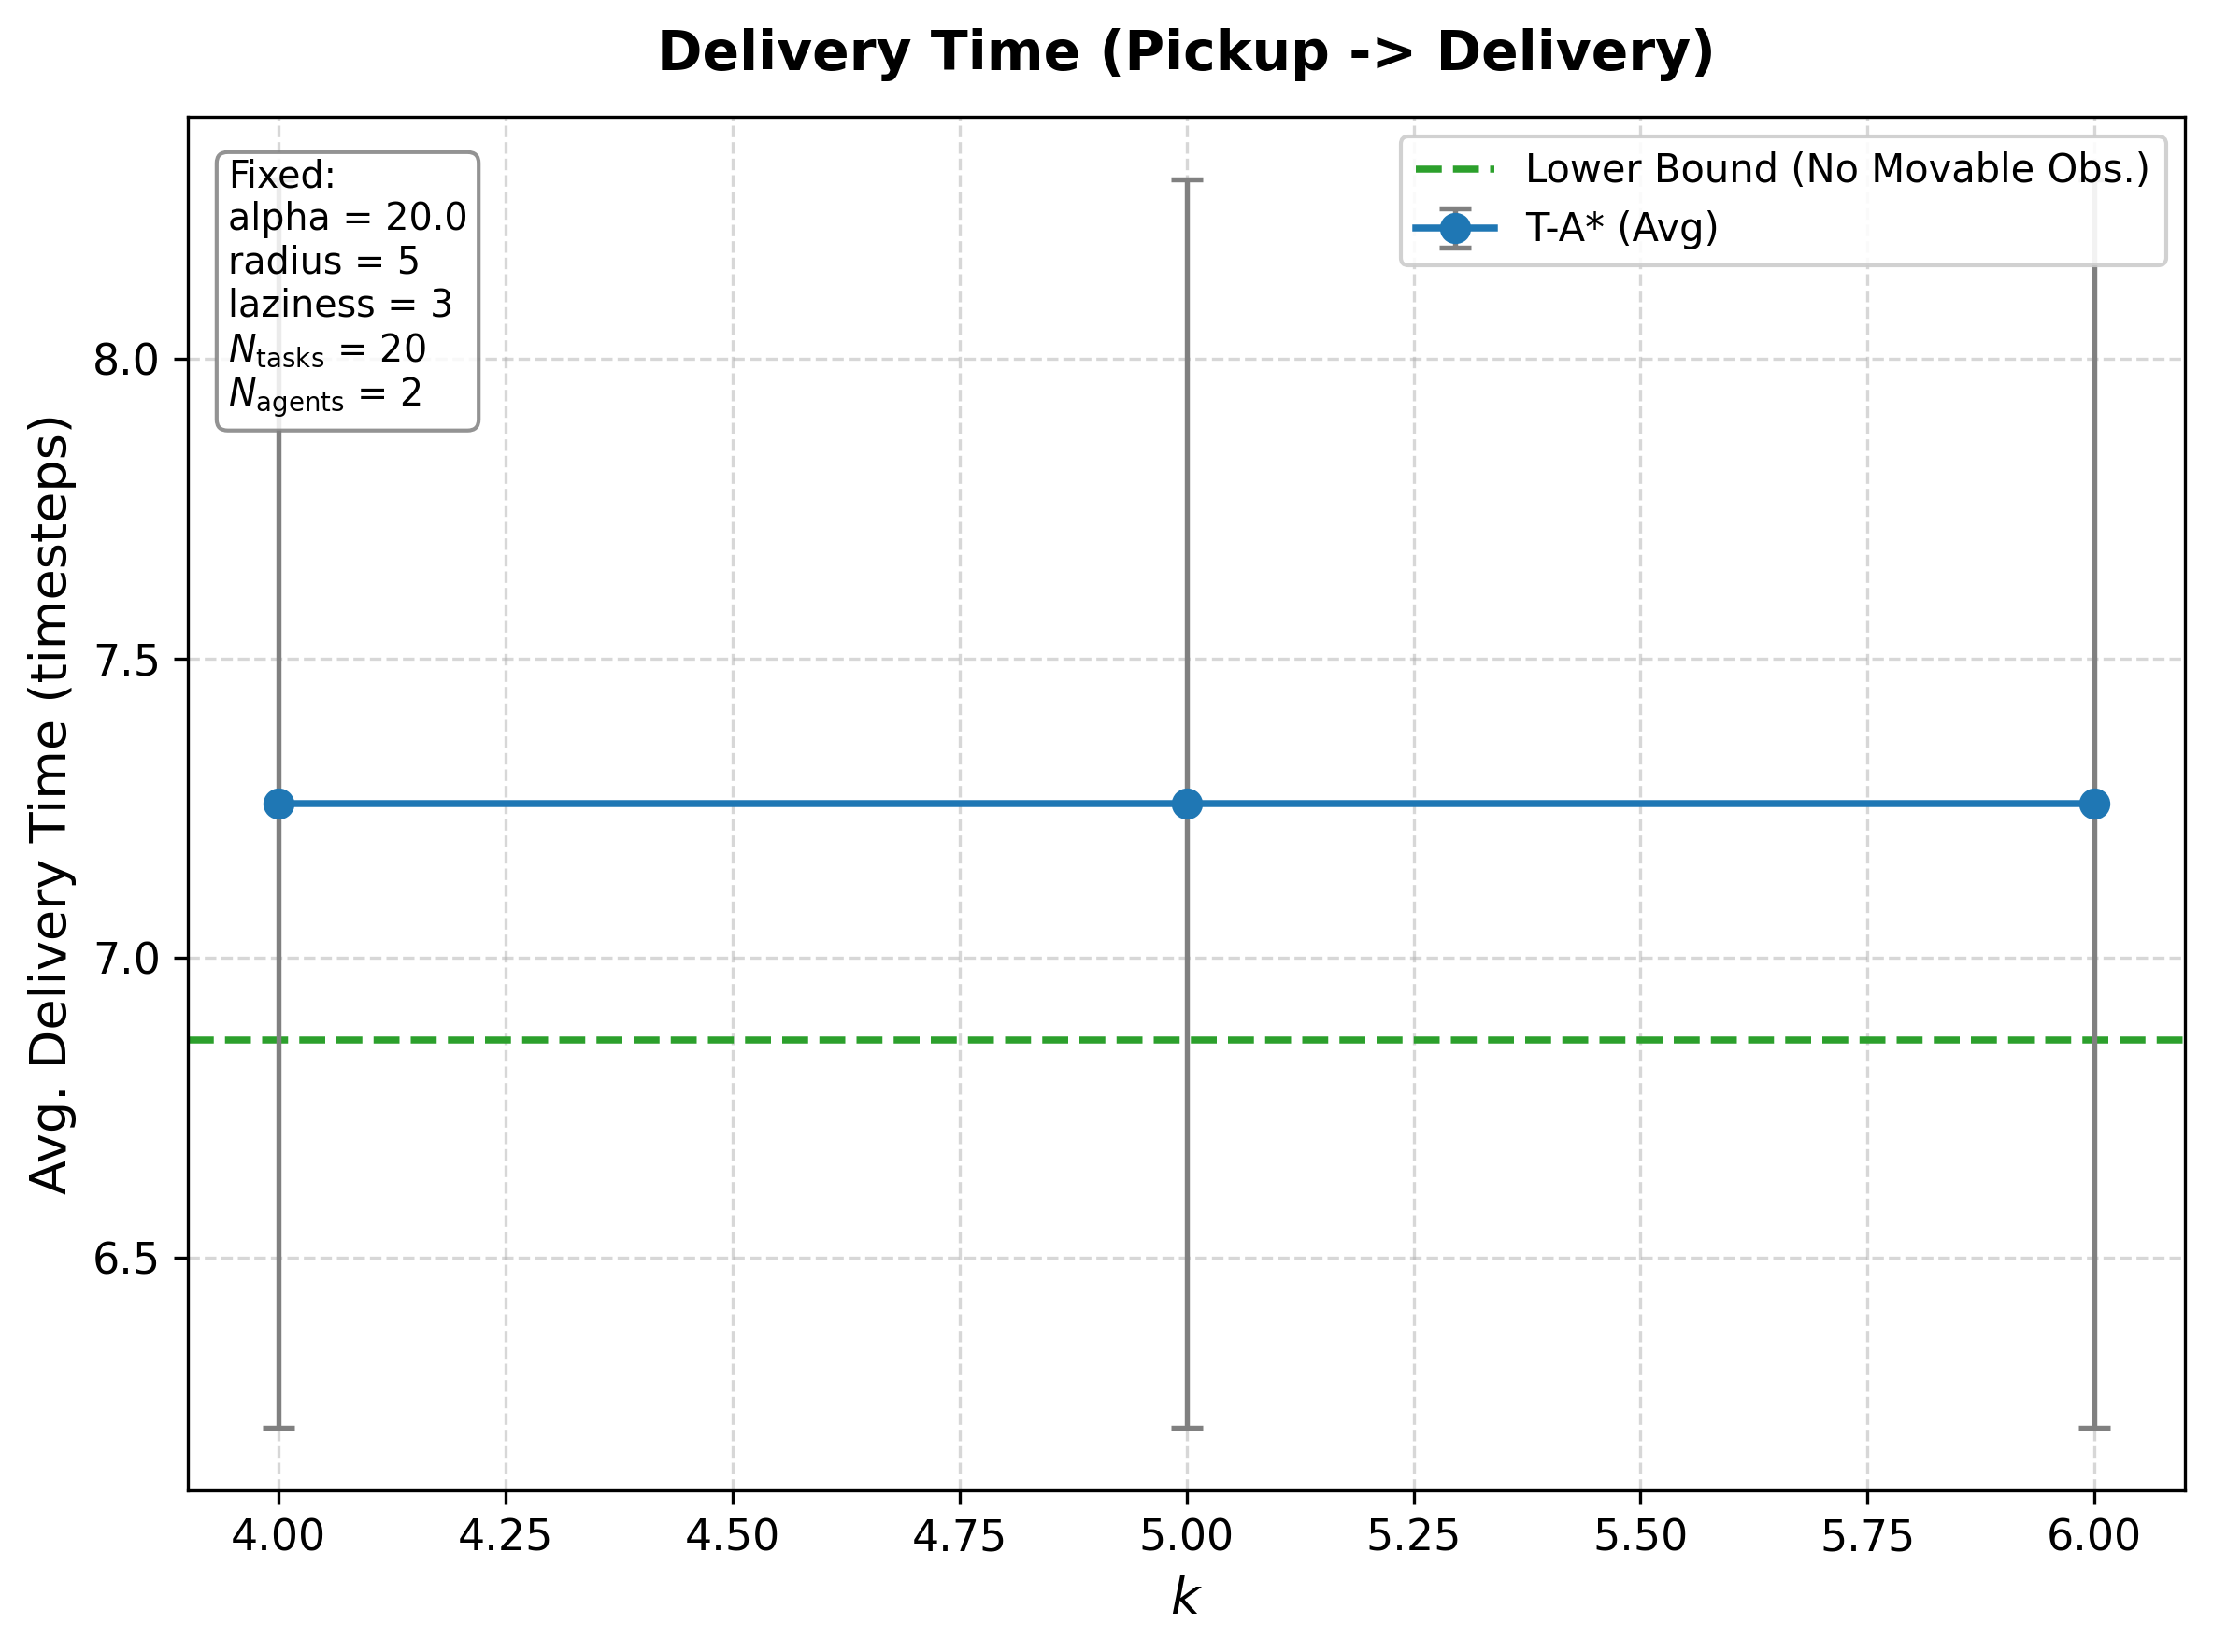 Delivery Time (Pickup -> Delivery)
Fixed:
alpha = 20.0
radius = 5
laziness = 3
N_tasks = 20
N_agents = 2
Lower Bound (No Movable Obs.)
T-A* (Avg)
Avg. Delivery Time (timesteps)
8.0
7.5
7.0
6.5
4.00 4.25 4.50 4.75 5.00 5.25 5.50 5.75 6.00
k